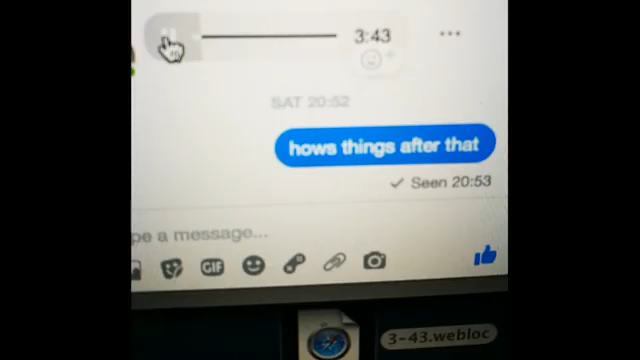 3:43
SAT 20:52
hows things after that
Seen 20:53
pe a message...
GIF
3-43.webloc